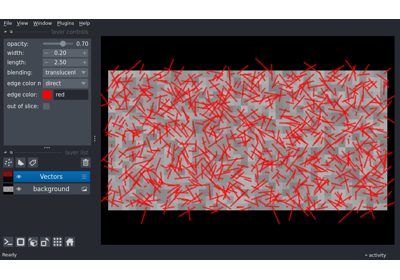 File View Window Plugins Help
layer controls
opacity: 0.70
width: 0.20
length: 2.50
blending: translucent
edge color m direct
edge color: red
out of slice:
layer list
Vectors
background
Ready
activity